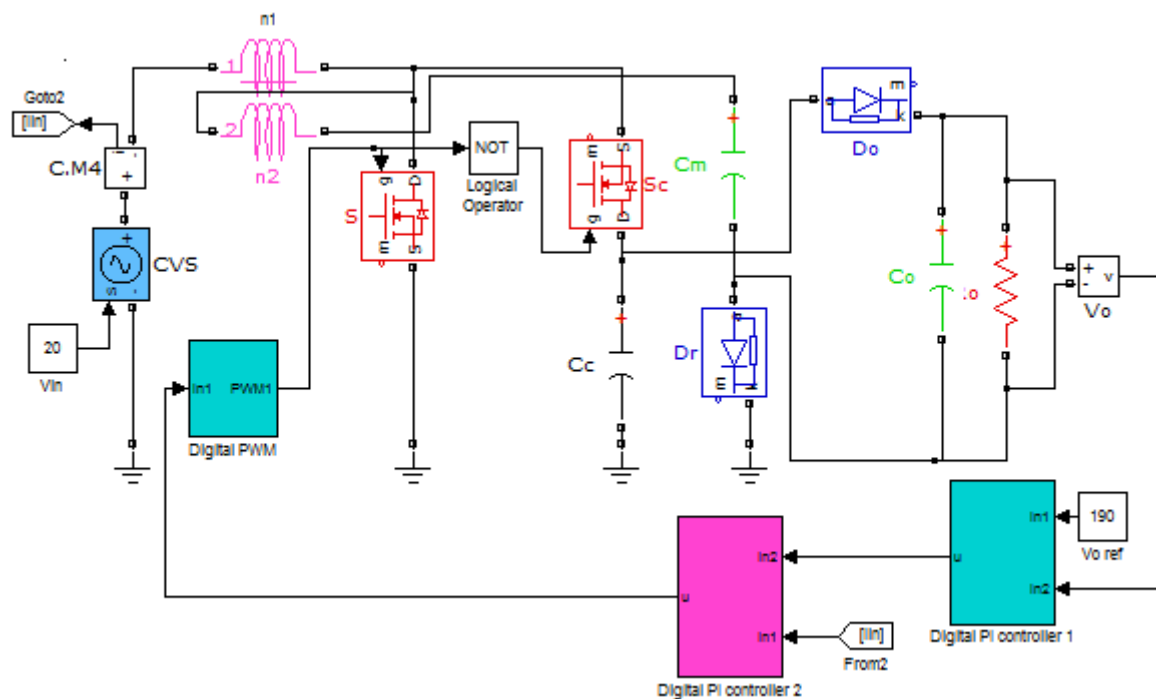 n1
1
Goto2
[Iin]
i
+
-
C.M4
2
n2
NOT
Logical
Operator
g
D
S
m
S
m
S
Sc
g
D
Cm
+
a
m
k
Do
+
CVS
s
-
20
Vin
In1
PWM1
Digital PWM
+
Cc
Dr
a
m
k
+
Co
+
+
-
v
Vo
In1
190
Vo ref
u
In2
Digital PI controller 1
In2
u
In1
[Iin]
From2
Digital PI controller 2